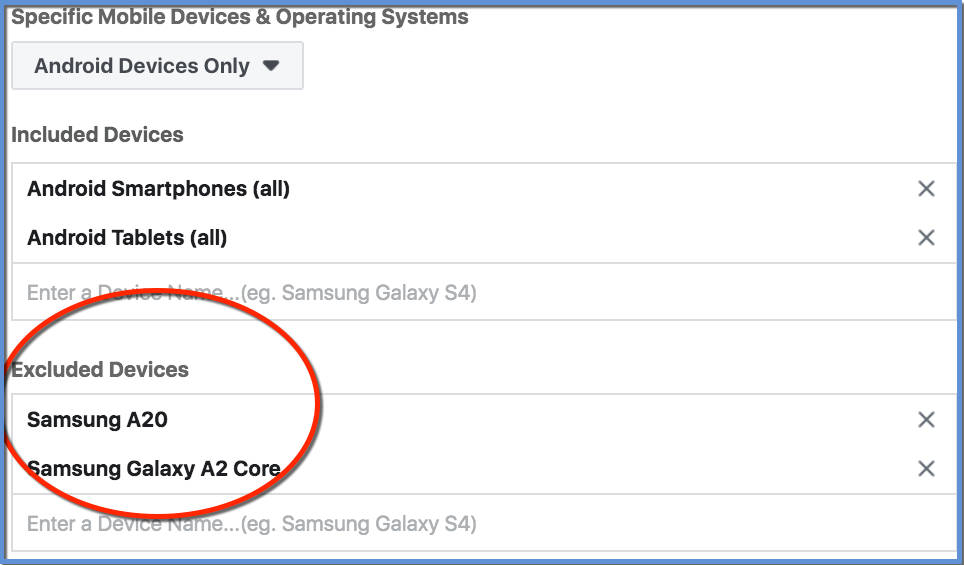 Specific Mobile Devices & Operating Systems
Android Devices Only
Included Devices
Android Smartphones (all)
Android Tablets (all)
Enter a Device Name...(eg. Samsung Galaxy S4)
Excluded Devices
Samsung A20
Samsung Galaxy A2 Core
Enter a Device Name...(eg. Samsung Galaxy S4)